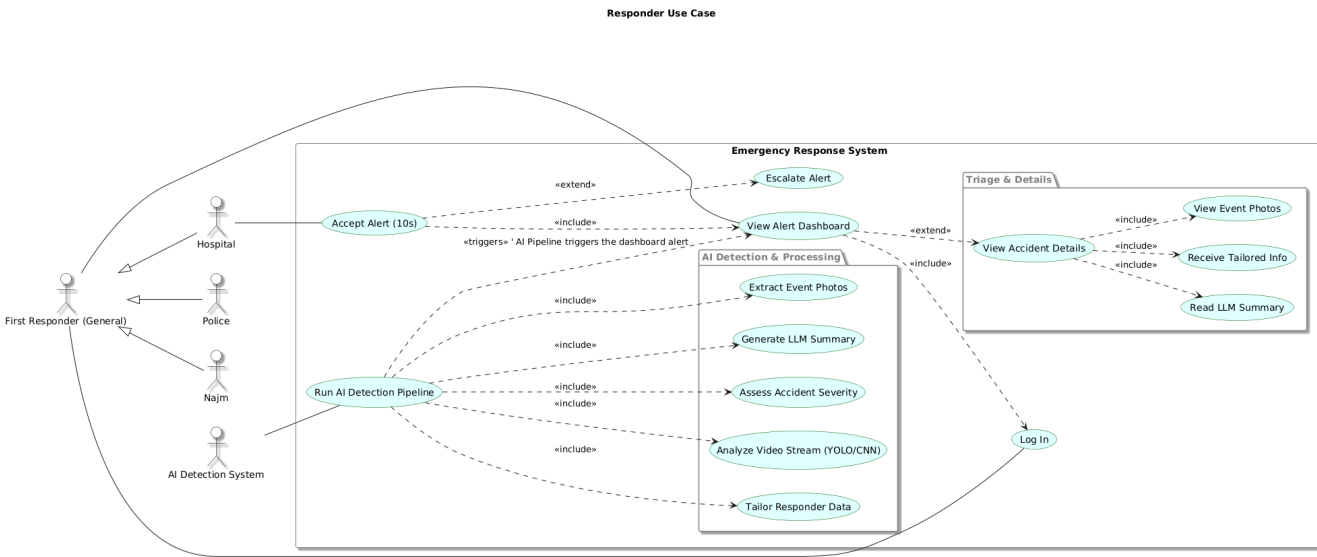 Responder Use Case
Emergency Response System
Escalate Alert
Triage & Details
«extend»
View Event Photos
Accept Alert (10s)
«include»
«include»
View Alert Dashboard
Hospital
«extend»
«triggers» ' AI Pipeline triggers the dashboard alert
View Accident Details
«include»
Receive Tailored Info
AI Detection & Processing
«include»
«include»
Extract Event Photos
«include»
Read LLM Summary
First Responder (General)
Police
Generate LLM Summary
«include»
«include»
Run AI Detection Pipeline
Assess Accident Severity
Najm
«include»
Log In
«include»
Analyze Video Stream (YOLO/CNN)
AI Detection System
Tailor Responder Data